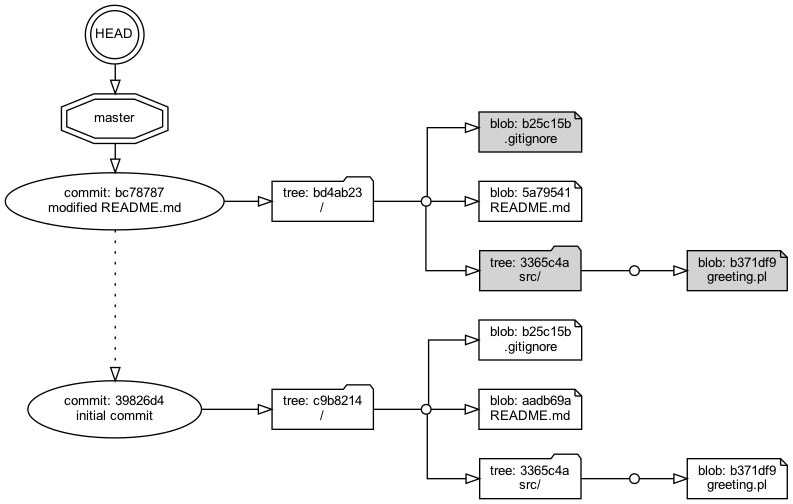 HEAD
master
commit: bc78787
modified README.md
tree: bd4ab23
/
blob: b25c15b
.gitignore
blob: 5a79541
README.md
tree: 3365c4a
src/
blob: b371df9
greeting.pl
commit: 39826d4
initial commit
tree: c9b8214
/
blob: b25c15b
.gitignore
blob: aadb69a
README.md
tree: 3365c4a
src/
blob: b371df9
greeting.pl